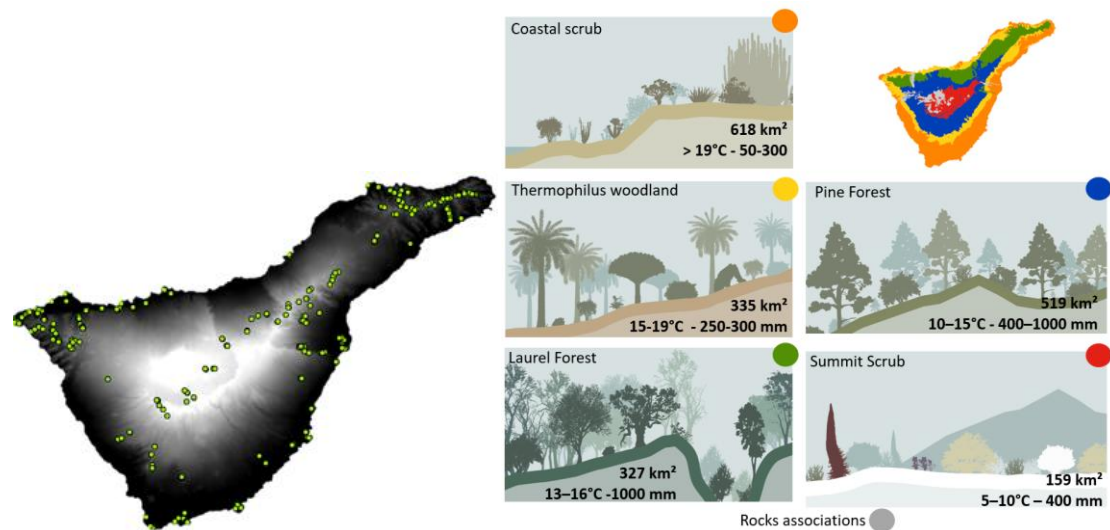 Coastal scrub
618 km²
> 19°C - 50-300
Thermophilus woodland
335 km²
15-19°C - 250-300 mm
Pine Forest
519 km²
10–15°C - 400–1000 mm
Laurel Forest
327 km²
13–16°C -1000 mm
Summit Scrub
159 km²
5–10°C – 400 mm
Rocks associations